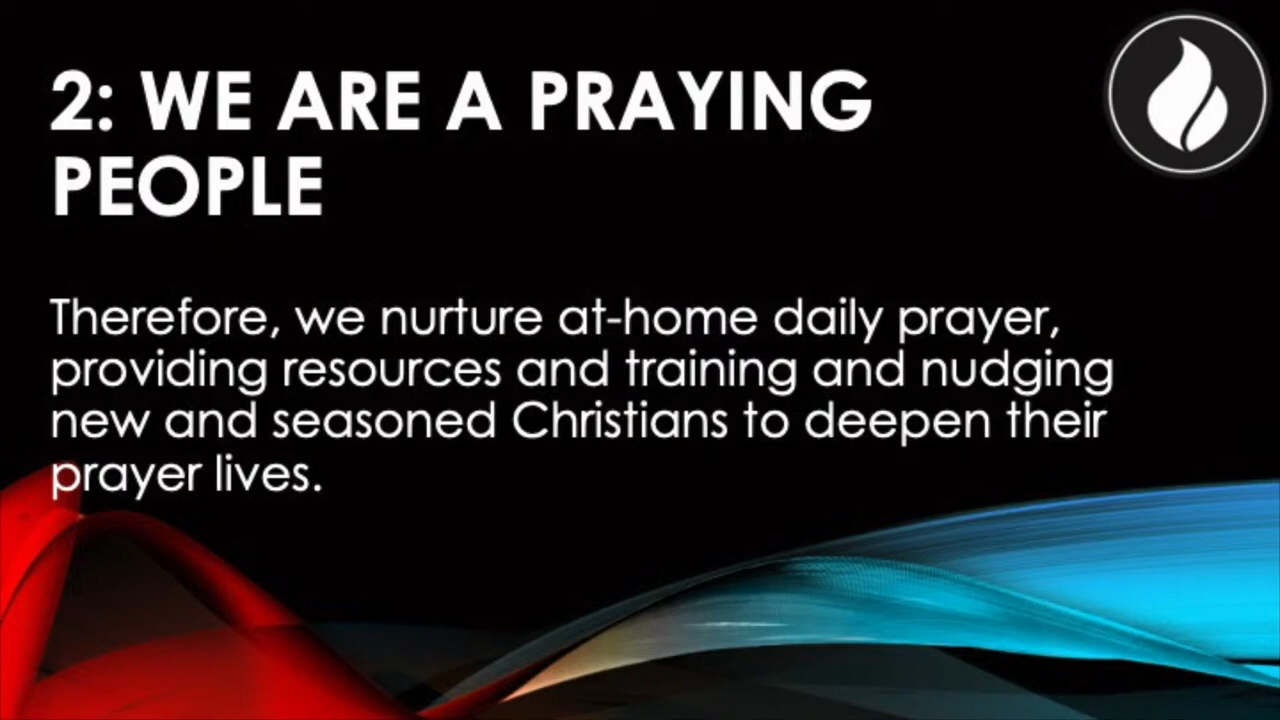 2: WE ARE A PRAYING
PEOPLE
Therefore, we nurture at-home daily prayer,
providing resources and training and nudging
new and seasoned Christians to deepen their
prayer lives.